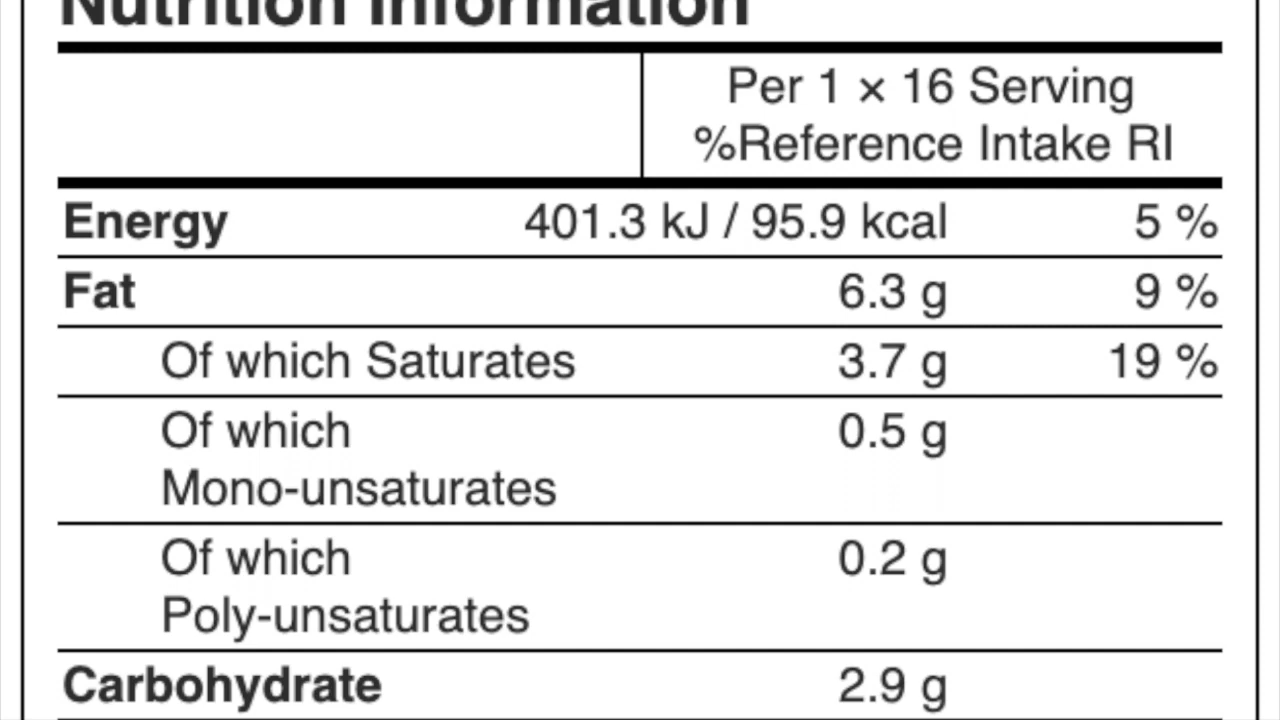 Nutrition Information
Per 1 × 16 Serving
%Reference Intake RI
Energy 401.3 kJ / 95.9 kcal 5 %
Fat 6.3 g 9 %
Of which Saturates 3.7 g 19 %
Of which 0.5 g
Mono-unsaturates
Of which 0.2 g
Poly-unsaturates
Carbohydrate 2.9 g